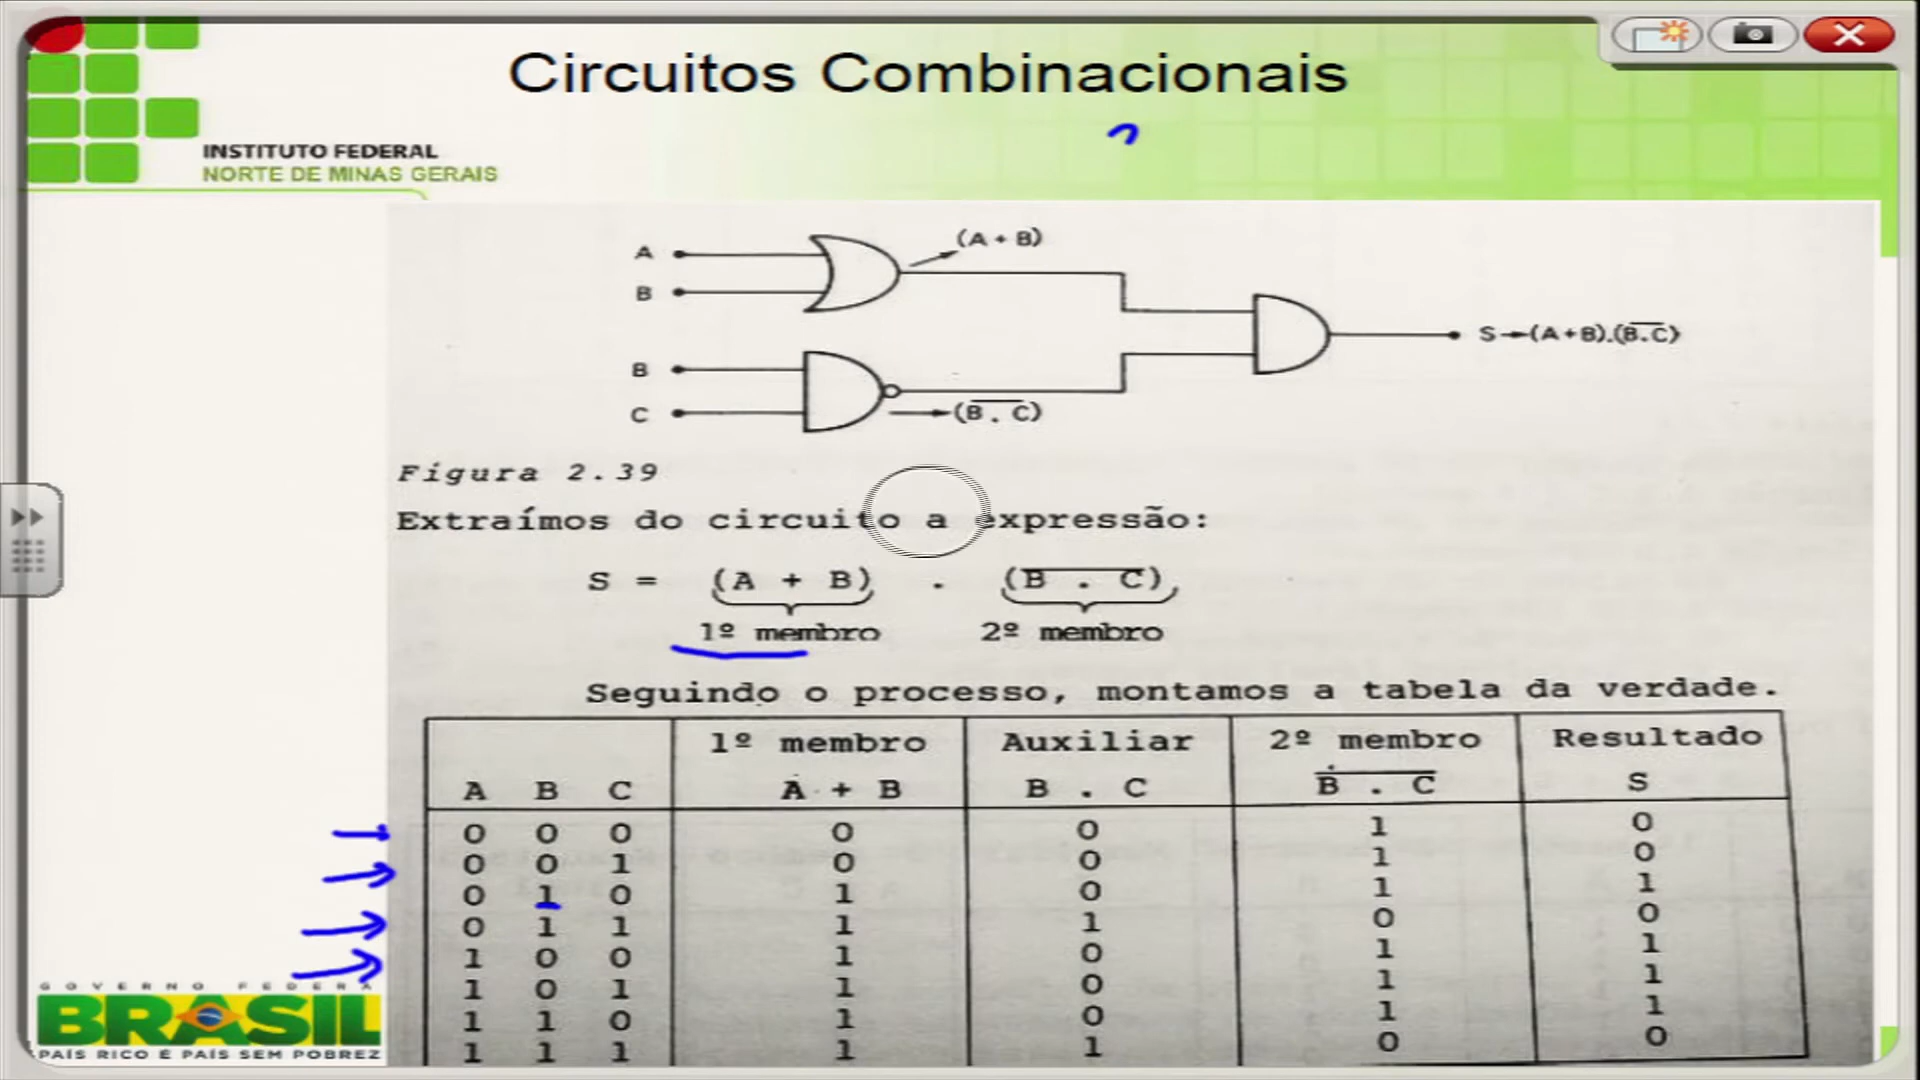 Circuitos Combinacionais
INSTITUTO FEDERAL
NORTE DE MINAS GERAIS
A
B
(A + B)
B
C
(B . C)
S→(A+B).(B.C)
Figura 2.39
Extraímos do circuito a expressão:
S = (A + B) . (B . C)
1º membro 2º membro
Seguindo o processo, montamos a tabela da verdade.
1º membro Auxiliar 2º membro Resultado
A B C A + B B . C B . C S
0 0 0 0 0 1 0
0 0 1 0 0 1 0
0 1 0 1 0 1 1
0 1 1 1 1 0 0
1 0 0 1 0 1 1
1 0 1 1 0 1 1
1 1 0 1 0 1 1
1 1 1 1 1 0 0
GOVERNO FEDERA
BRASIL
PAÍS RICO É PAÍS SEM POBREZ